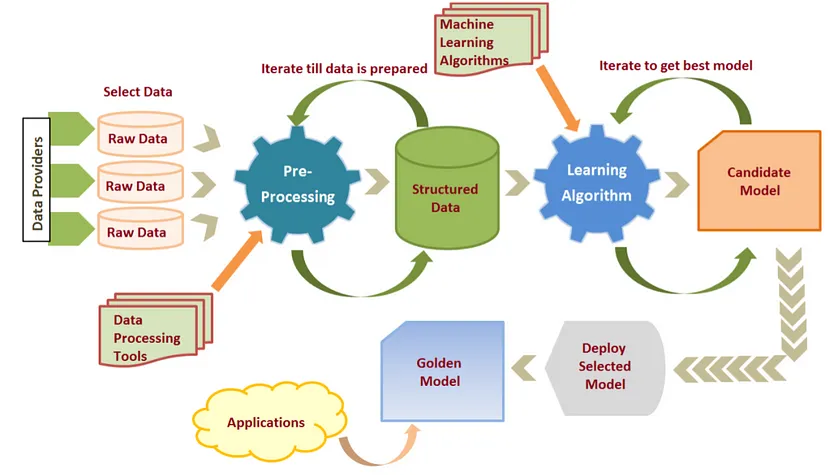 Machine
Learning
Algorithms
Iterate till data is prepared
Iterate to get best model
Select Data
Data Providers
Raw Data
Raw Data
Raw Data
Pre-
Processing
Structured
Data
Learning
Algorithm
Candidate
Model
Data
Processing
Tools
Golden
Model
Deploy
Selected
Model
Applications